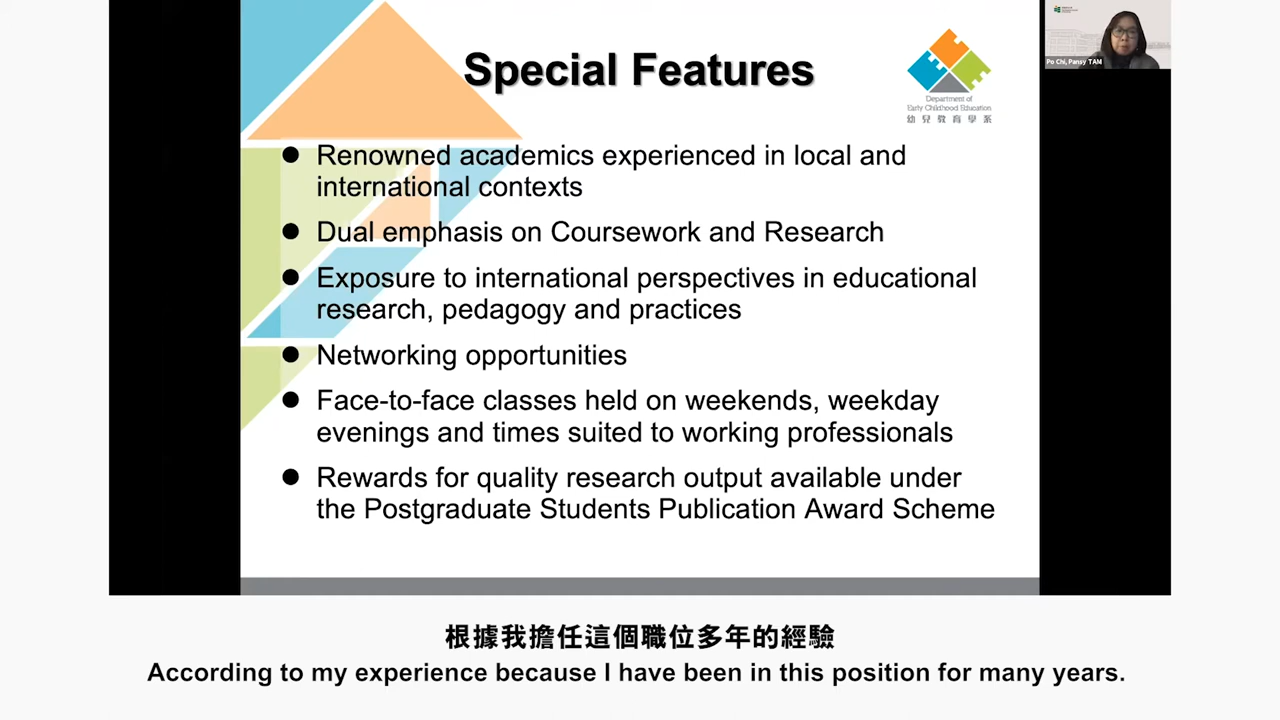 Special Features
Department of
Early Childhood Education
幼兒教育學系
Po Chi, Pansy TAM
● Renowned academics experienced in local and
international contexts
● Dual emphasis on Coursework and Research
● Exposure to international perspectives in educational
research, pedagogy and practices
● Networking opportunities
● Face-to-face classes held on weekends, weekday
evenings and times suited to working professionals
● Rewards for quality research output available under
the Postgraduate Students Publication Award Scheme
根據我擔任這個職位多年的經驗
According to my experience because I have been in this position for many years.